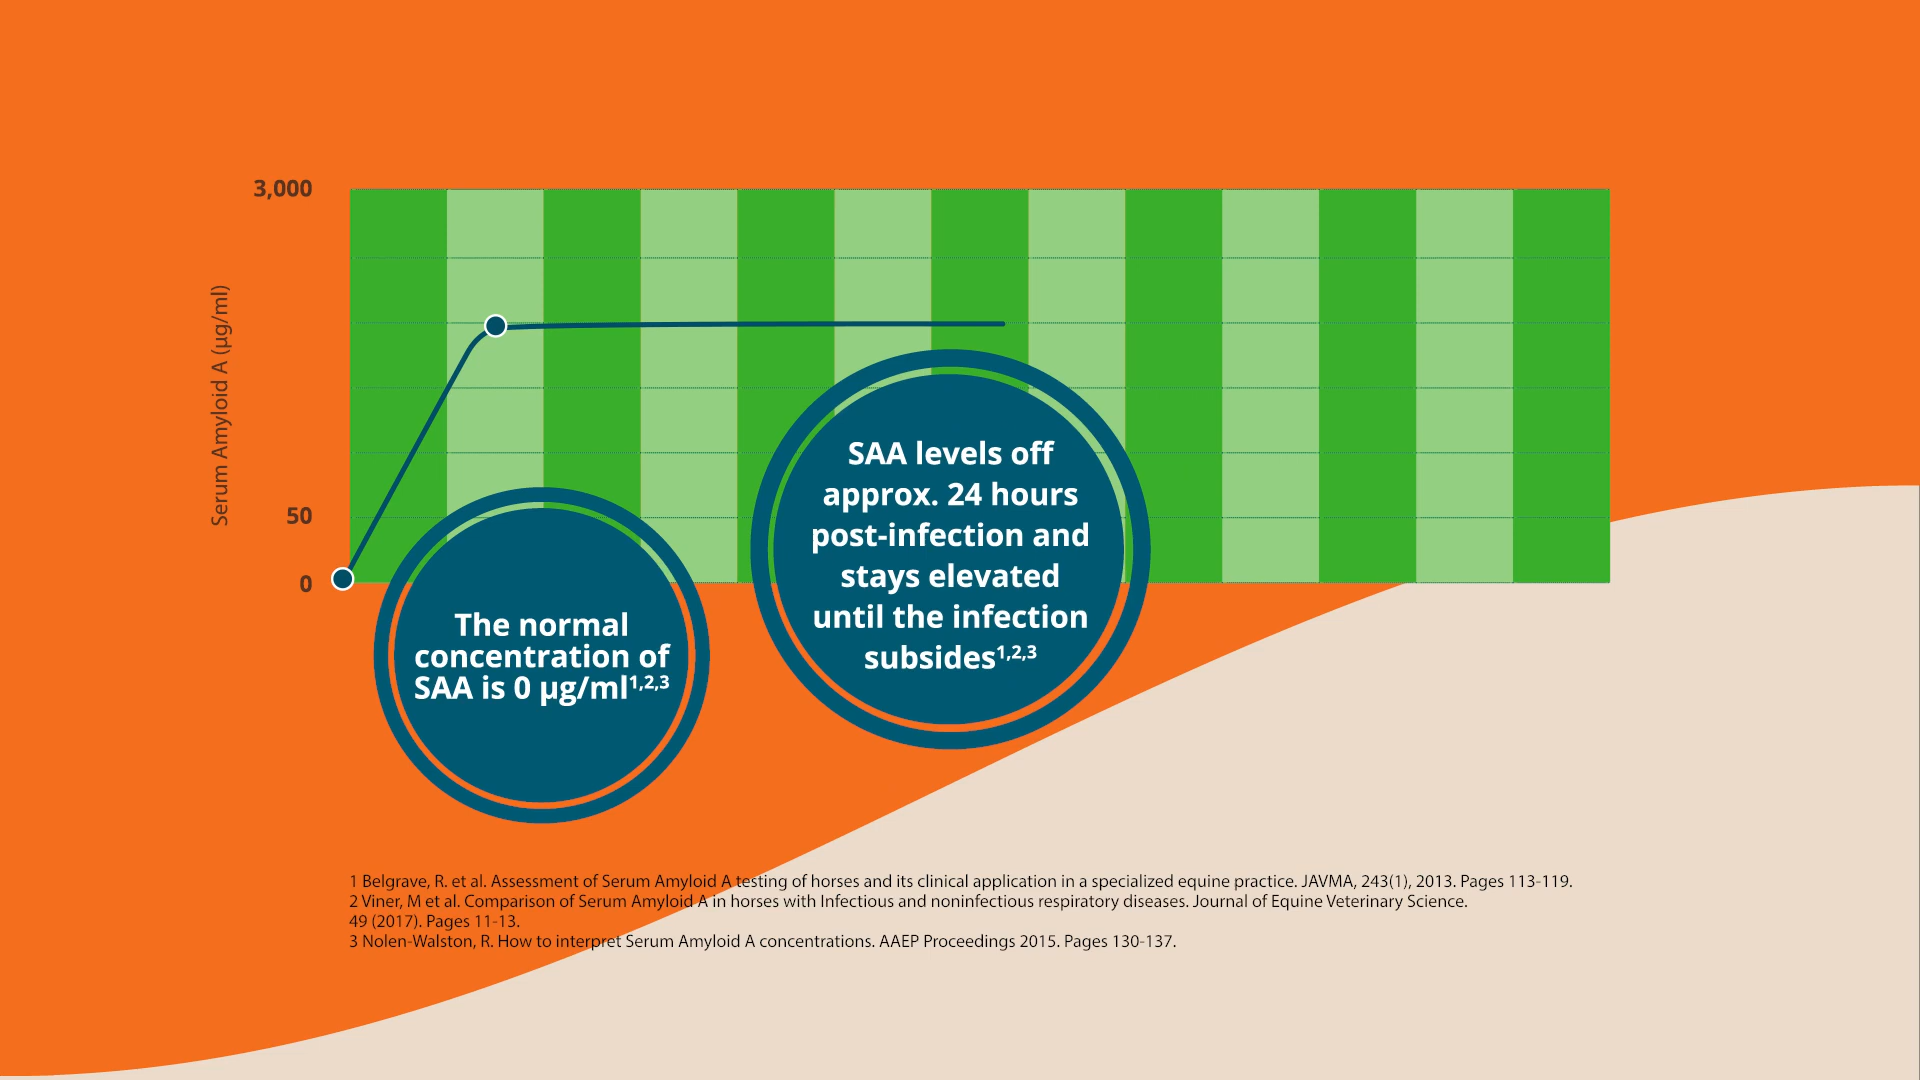 3,000
Serum Amyloid A (µg/ml)
50
0
SAA levels off
approx. 24 hours
post-infection and
stays elevated
until the infection
subsides1,2,3
The normal
concentration of
SAA is 0 µg/ml1,2,3
1 Belgrave, R. et al. Assessment of Serum Amyloid A testing of horses and its clinical application in a specialized equine practice. JAVMA, 243(1), 2013. Pages 113-119.
2 Viner, M et al. Comparison of Serum Amyloid A in horses with Infectious and noninfectious respiratory diseases. Journal of Equine Veterinary Science.
49 (2017). Pages 11-13.
3 Nolen-Walston, R. How to interpret Serum Amyloid A concentrations. AAEP Proceedings 2015. Pages 130-137.